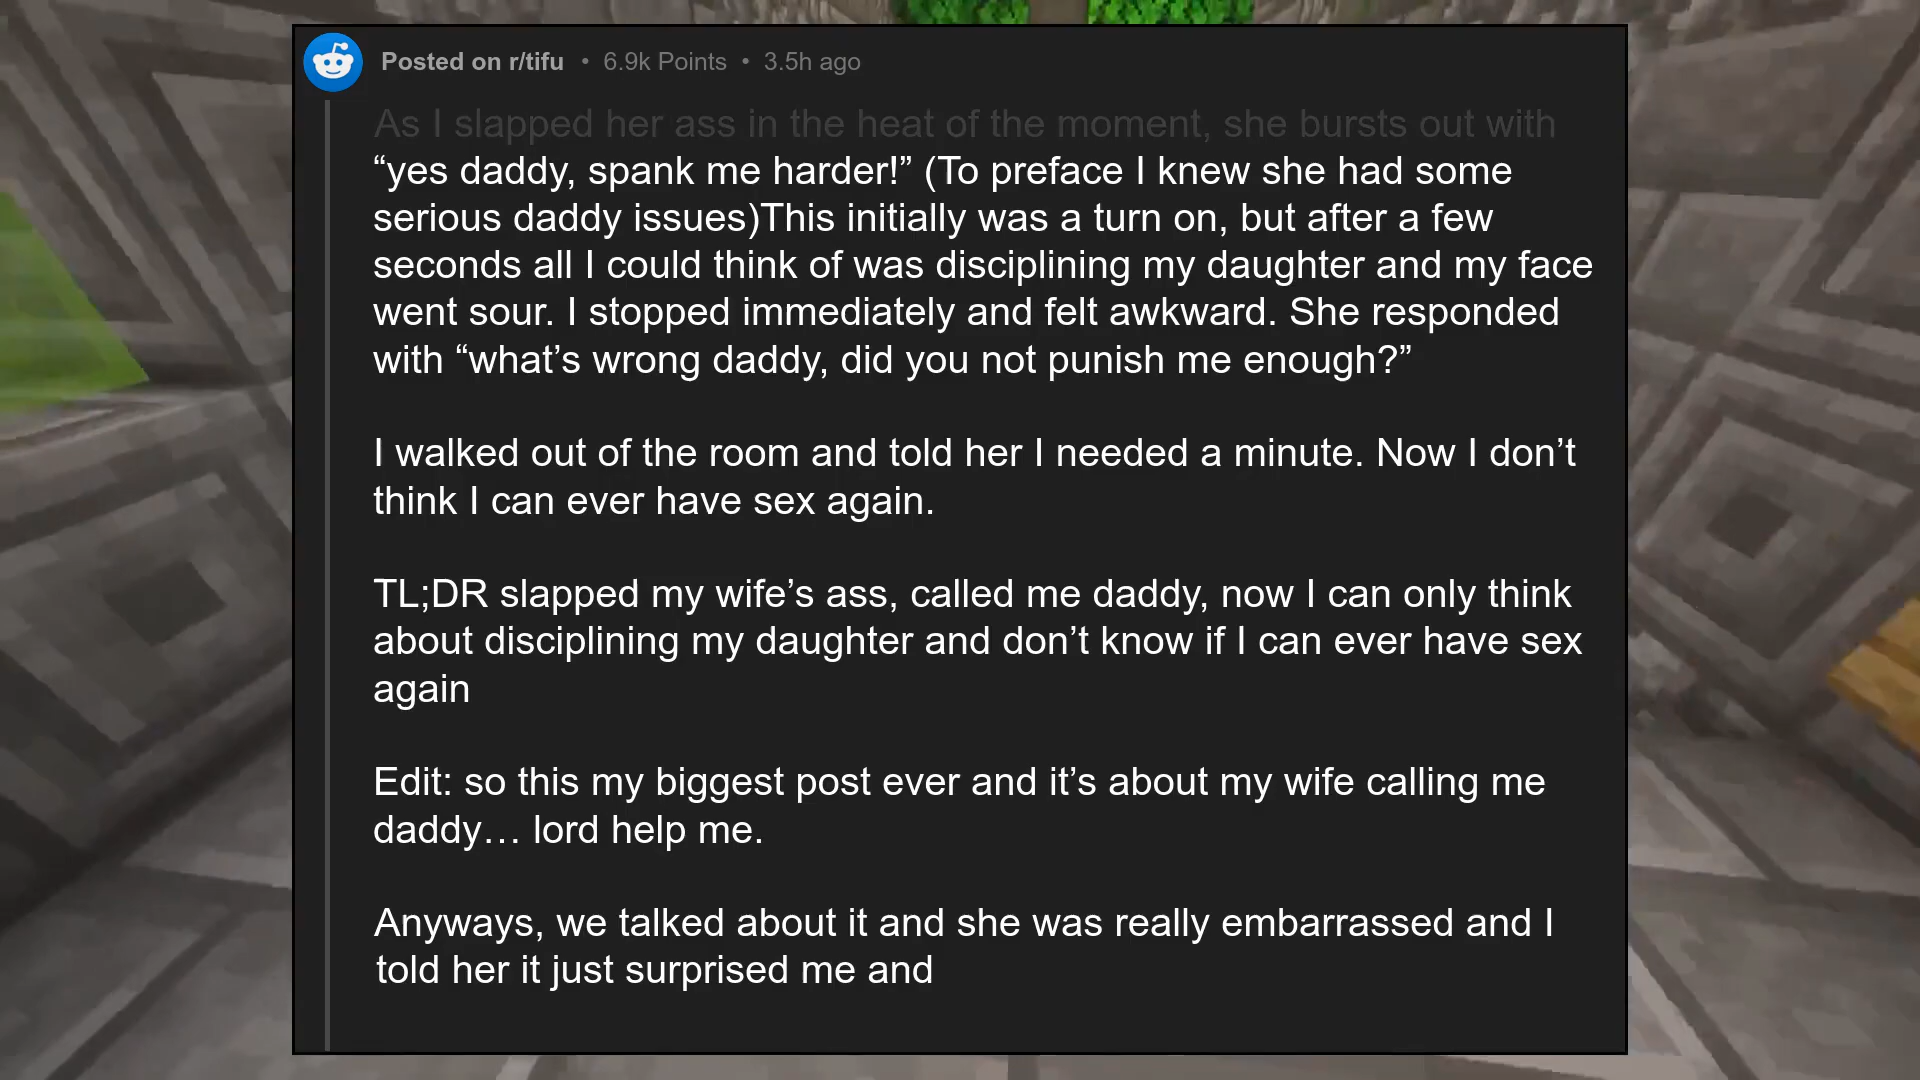 Posted on r/tifu • 6.9k Points • 3.5h ago
As I slapped her ass in the heat of the moment, she bursts out with
“yes daddy, spank me harder!” (To preface I knew she had some
serious daddy issues)This initially was a turn on, but after a few
seconds all I could think of was disciplining my daughter and my face
went sour. I stopped immediately and felt awkward. She responded
with “what’s wrong daddy, did you not punish me enough?”
I walked out of the room and told her I needed a minute. Now I don’t
think I can ever have sex again.
TL;DR slapped my wife’s ass, called me daddy, now I can only think
about disciplining my daughter and don’t know if I can ever have sex
again
Edit: so this my biggest post ever and it’s about my wife calling me
daddy… lord help me.
Anyways, we talked about it and she was really embarrassed and I
told her it just surprised me and